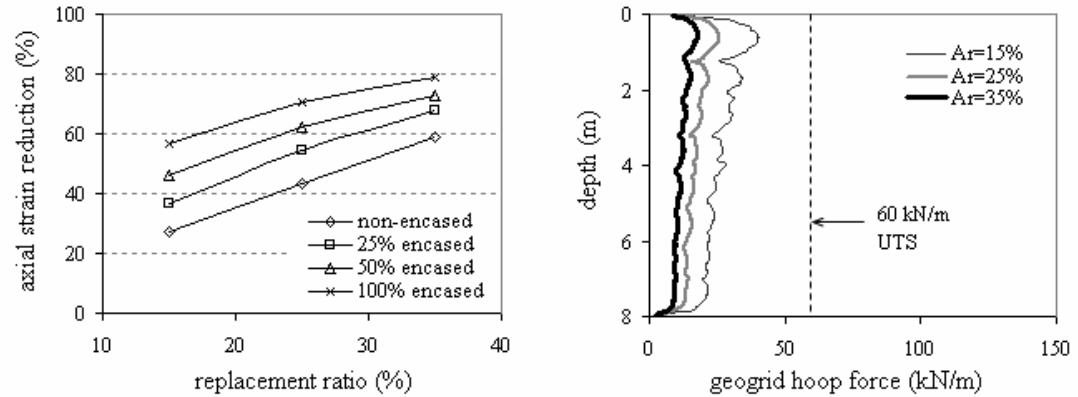 axial strain reduction (%)
100
80
60
40
20
0
10
20
30
40
replacement ratio (%)
non-encased
25% encased
50% encased
100% encased
depth (m)
0
2
4
6
8
0
50
100
150
geogrid hoop force (kN/m)
Ar=15%
Ar=25%
Ar=35%
60 kN/m
UTS